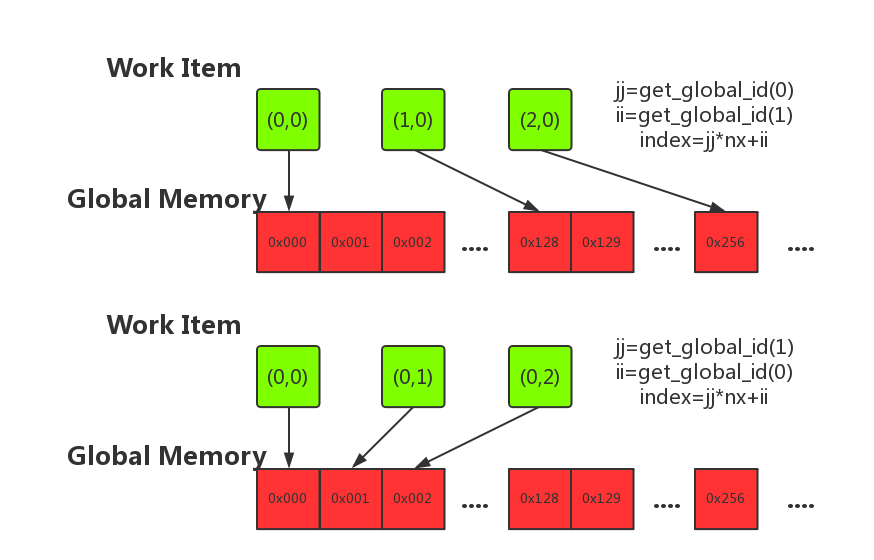 Work Item
(0,0) (1,0) (2,0)
jj=get_global_id(0)
ii=get_global_id(1)
index=jj*nx+ii
Global Memory
0x000 0x001 0x002 .... 0x128 0x129 .... 0x256 ....
Work Item
(0,0) (0,1) (0,2)
jj=get_global_id(1)
ii=get_global_id(0)
index=jj*nx+ii
Global Memory
0x000 0x001 0x002 .... 0x128 0x129 .... 0x256 ....